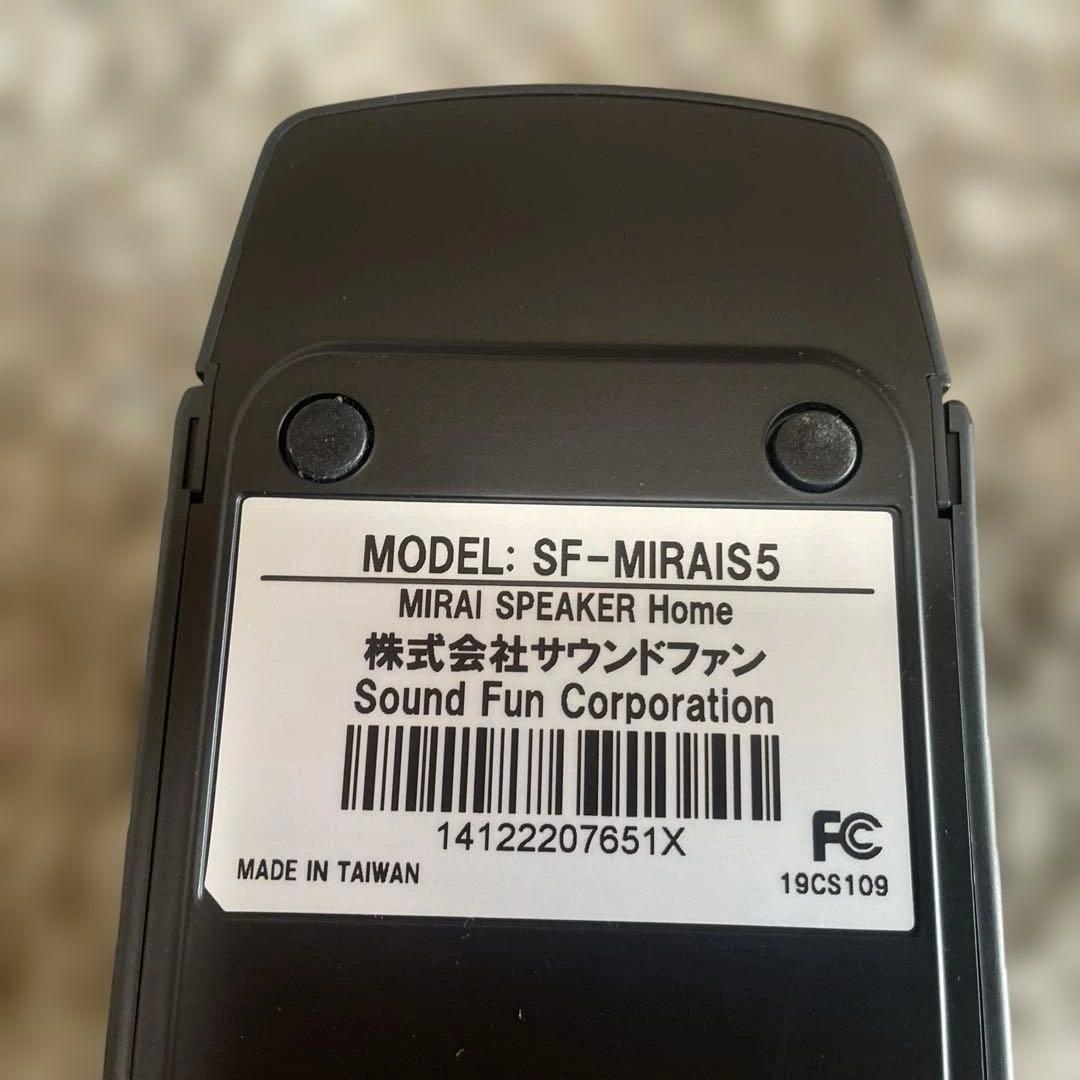 MODEL: SF-MIRAIS5
MIRAI SPEAKER Home
株式会社サウンドファン
Sound Fun Corporation
14122207651X
FC
MADE IN TAIWAN
19CS109